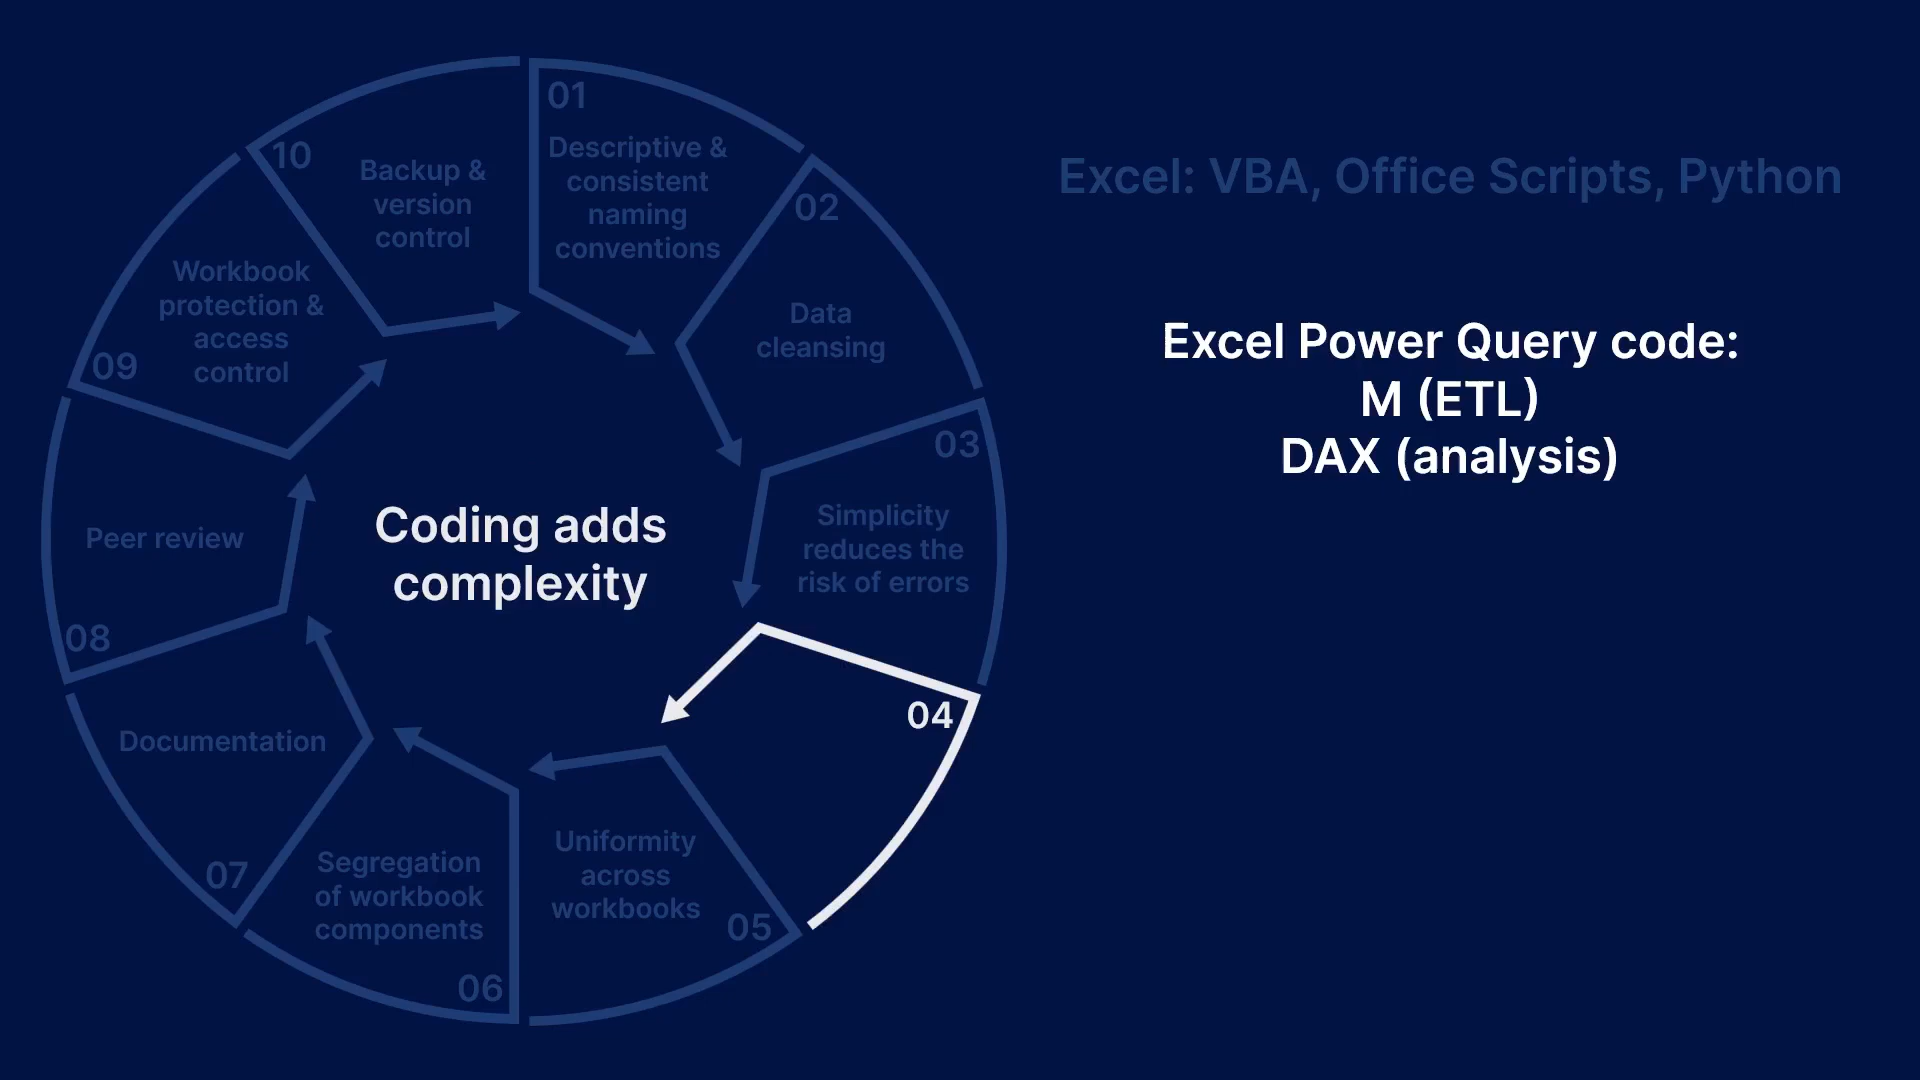 01
Descriptive &
consistent
naming
conventions
02
Data
cleansing
03
Simplicity
reduces the
risk of errors
04
05
Uniformity
across
workbooks
06
Segregation
of workbook
components
07
Documentation
08
Peer review
09
Workbook
protection &
access
control
10
Backup &
version
control
Coding adds
complexity
Excel: VBA, Office Scripts, Python
Excel Power Query code:
M (ETL)
DAX (analysis)